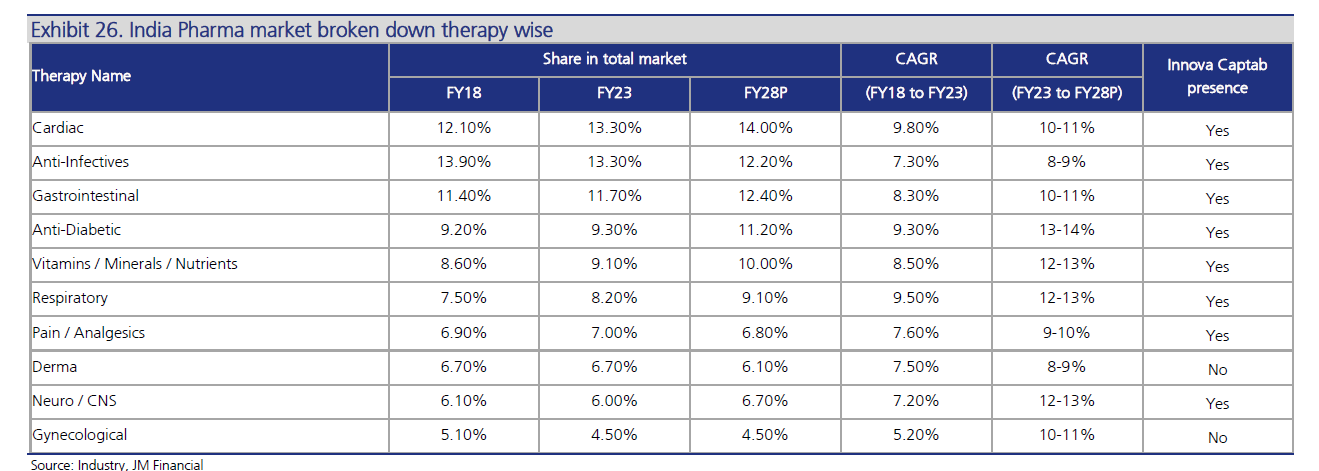 Exhibit 26. India Pharma market broken down therapy wise
Therapy Name Share in total market CAGR CAGR Innova Captab presence
FY18 FY23 FY28P (FY18 to FY23) (FY23 to FY28P)
Cardiac 12.10% 13.30% 14.00% 9.80% 10-11% Yes
Anti-Infectives 13.90% 13.30% 12.20% 7.30% 8-9% Yes
Gastrointestinal 11.40% 11.70% 12.40% 8.30% 10-11% Yes
Anti-Diabetic 9.20% 9.30% 11.20% 9.30% 13-14% Yes
Vitamins / Minerals / Nutrients 8.60% 9.10% 10.00% 8.50% 12-13% Yes
Respiratory 7.50% 8.20% 9.10% 9.50% 12-13% Yes
Pain / Analgesics 6.90% 7.00% 6.80% 7.60% 9-10% Yes
Derma 6.70% 6.70% 6.10% 7.50% 8-9% No
Neuro / CNS 6.10% 6.00% 6.70% 7.20% 12-13% Yes
Gynecological 5.10% 4.50% 4.50% 5.20% 10-11% No
Source: Industry, JM Financial